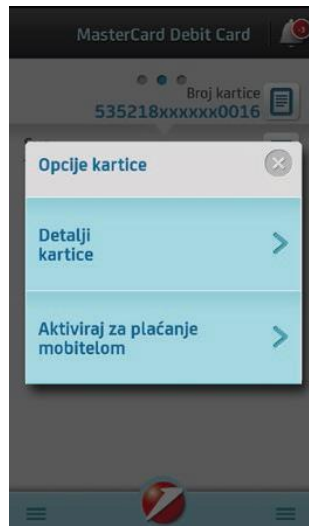 MasterCard Debit Card
Broj kartice
535218xxxxxx0016
Opcije kartice
Detalji
kartice
Aktiviraj za plaćanje
mobitelom